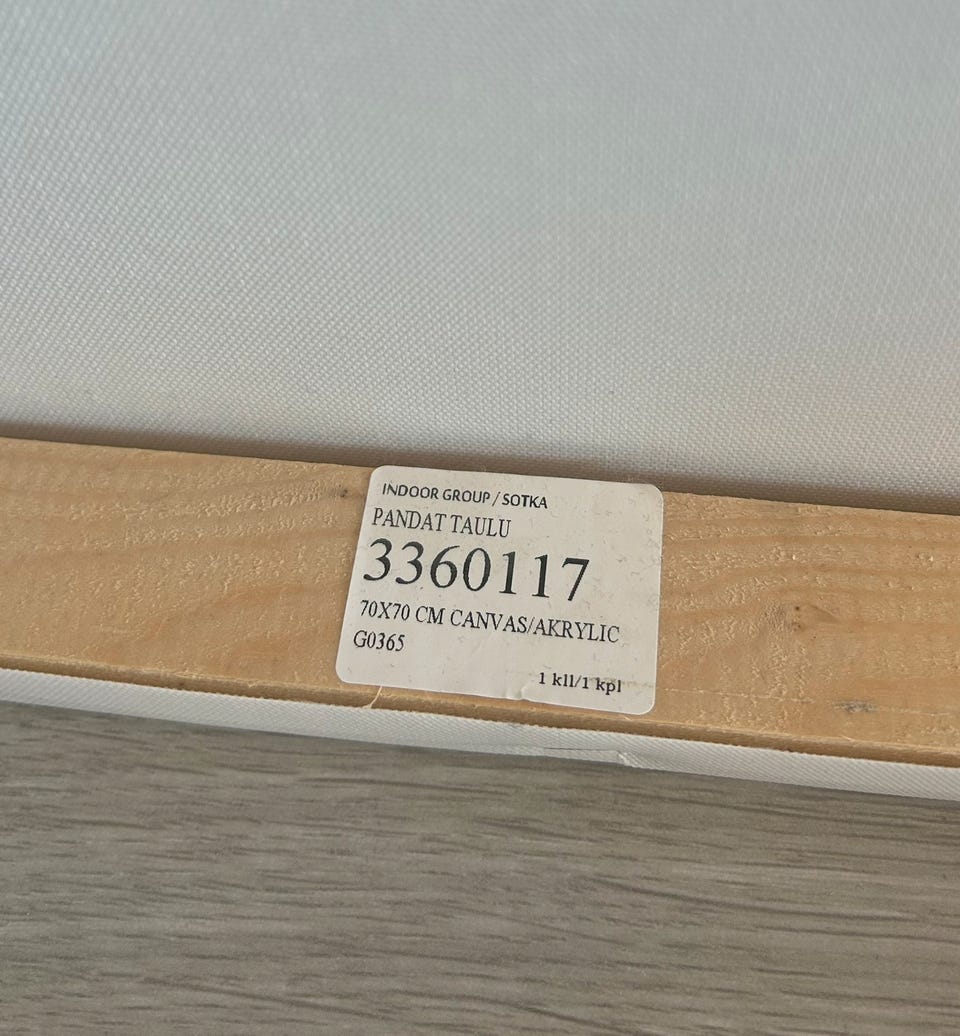 INDOOR GROUP / SOTKA
PANDAT TAULU
3360117
70X70 CM CANVAS/AKRYLIC
G0365
1 kll/1 kpl